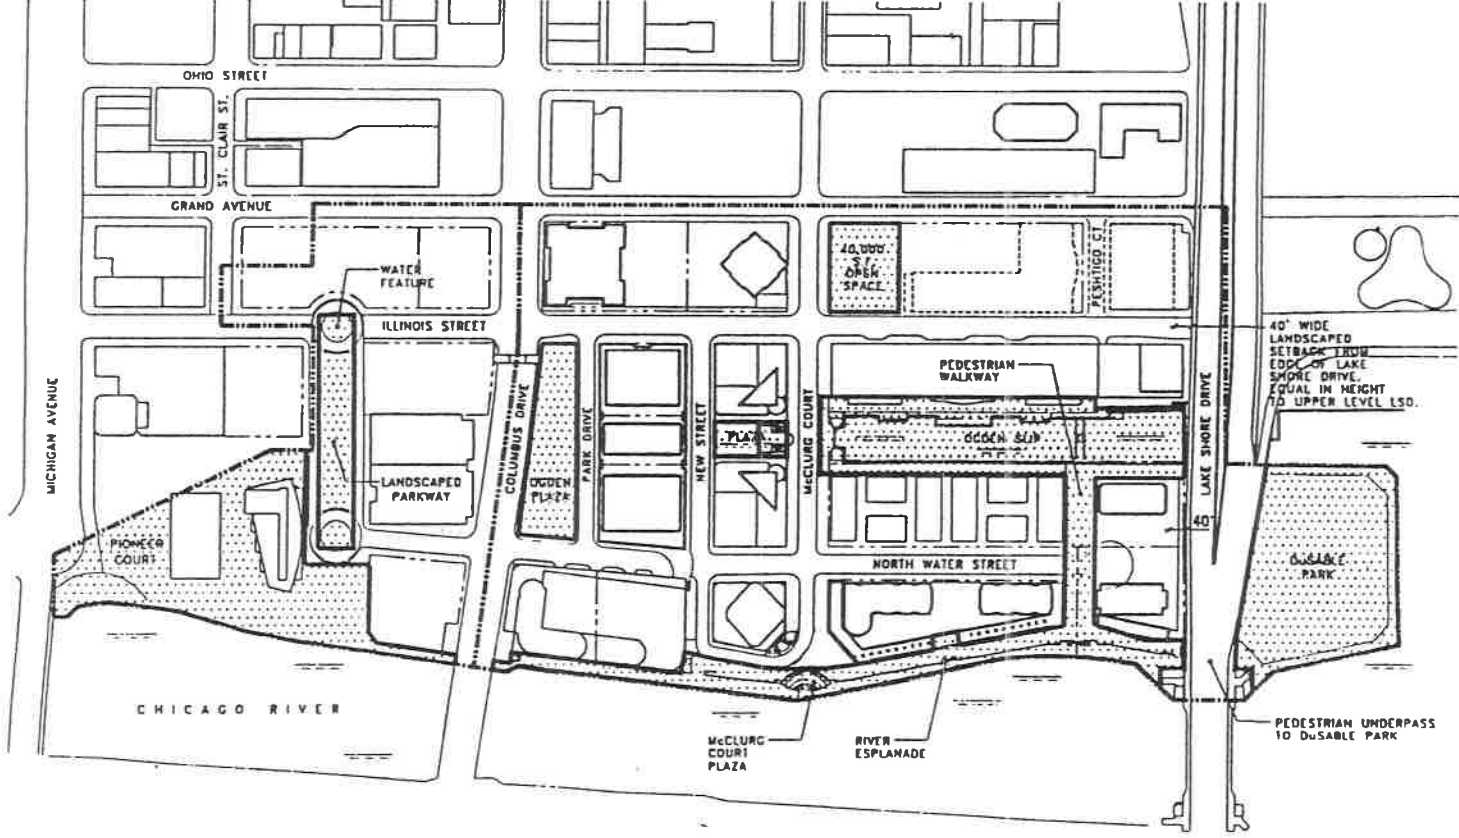 OHIO STREET
ST. CLAIR ST.
GRAND AVENUE
WATER
FEATURE
ILLINOIS STREET
40,000
S.F.
OPEN
SPACE
PESHTIGO CT
40' WIDE
LANDSCAPED
SETBACK FROM
EDGE OF LAKE
SHORE DRIVE.
EQUAL IN HEIGHT
TO UPPER LEVEL LSD.
MICHIGAN AVENUE
PEDESTRIAN
WALKWAY
COLUMBUS DRIVE
PARK DRIVE
NEW STREET
PLAZA
McCLURG COURT
OGDEN SLIP
LAKE SHORE DRIVE
LANDSCAPED
PARKWAY
OGDEN
PLAZA
40'
PIONEER
COURT
NORTH WATER STREET
DuSABLE
PARK
CHICAGO RIVER
McCLURG
COURT
PLAZA
RIVER
ESPLANADE
PEDESTRIAN UNDERPASS
TO DuSABLE PARK